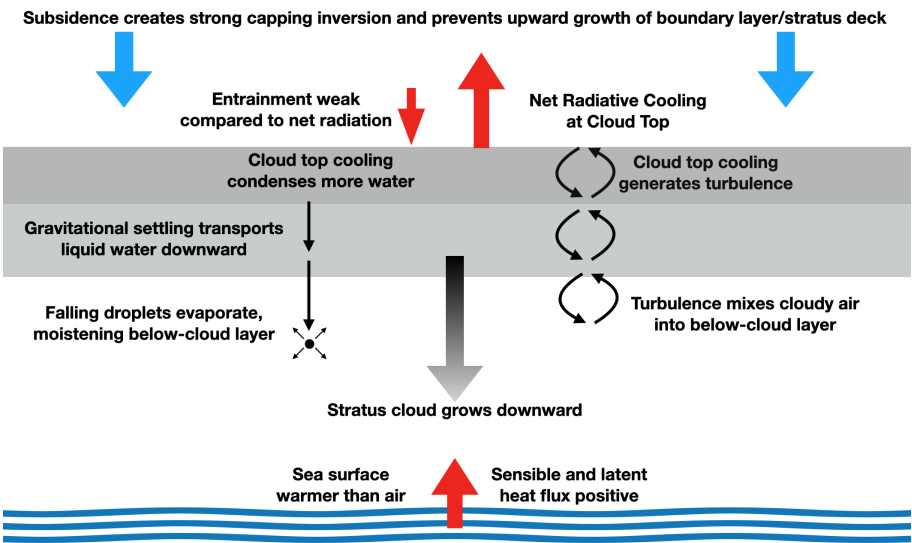 Subsidence creates strong capping inversion and prevents upward growth of boundary layer/stratus deck
Entrainment weak
compared to net radiation
Net Radiative Cooling
at Cloud Top
Cloud top cooling
condenses more water
Cloud top cooling
generates turbulence
Gravitational settling transports
liquid water downward
Falling droplets evaporate,
moistening below-cloud layer
Turbulence mixes cloudy air
into below-cloud layer
Stratus cloud grows downward
Sea surface
warmer than air
Sensible and latent
heat flux positive